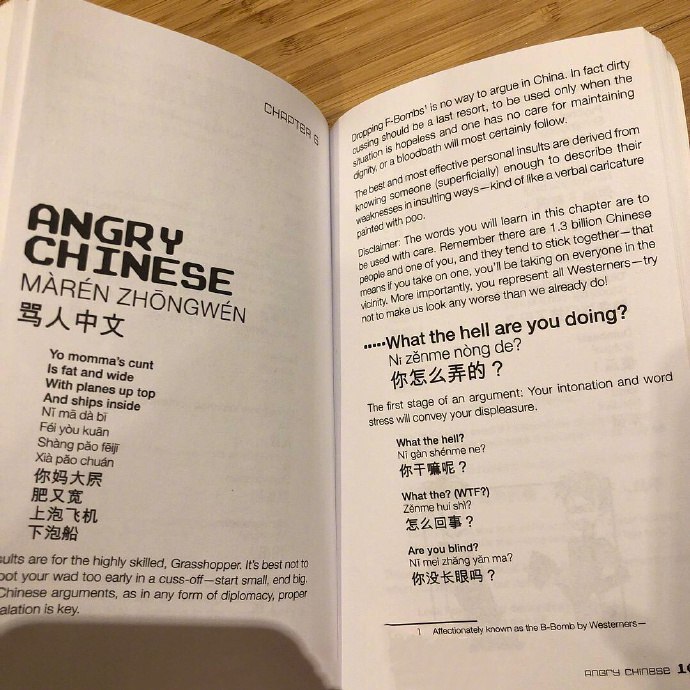 CHAPTER 6
ANGRY
CHINESE
MÀRÉN ZHŌNGWÉN
骂人中文
Yo momma's cunt
Is fat and wide
With planes up top
And ships inside
Nǐ mā dà bī
Féi yòu kuān
Shàng pāo fēijī
Xià pāo chuán
你妈大屄
肥又宽
上泡飞机
下泡船
sults are for the highly skilled, Grasshopper. It's best not to
oot your wad too early in a cuss-off—start small, end big.
Chinese arguments, as in any form of diplomacy, proper
alation is key.
Dropping F-Bombs¹ is no way to argue in China. In fact dirty
cussing should be a last resort, to be used only when the
situation is hopeless and one has no care for maintaining
dignity, or a bloodbath will most certainly follow.
The best and most effective personal insults are derived from
knowing someone (superficially) enough to describe their
weaknesses in insulting ways—kind of like a verbal caricature
painted with poo.
Disclaimer: The words you will learn in this chapter are to
be used with care. Remember there are 1.3 billion Chinese
people and one of you, and they tend to stick together—that
means if you take on one, you'll be taking on everyone in the
vicinity. More importantly, you represent all Westerners—try
not to make us look any worse than we already do!
.....What the hell are you doing?
Nǐ zěnme nòng de?
你怎么弄的？
The first stage of an argument: Your intonation and word
stress will convey your displeasure.
What the hell?
Nǐ gàn shénme ne?
你干嘛呢？
What the? (WTF?)
Zěnme huí shì?
怎么回事？
Are you blind?
Nǐ méi zhǎng yǎn ma?
你没长眼吗？
1 Affectionately known as the B-Bomb by Westerners—
ANGRY CHINESE